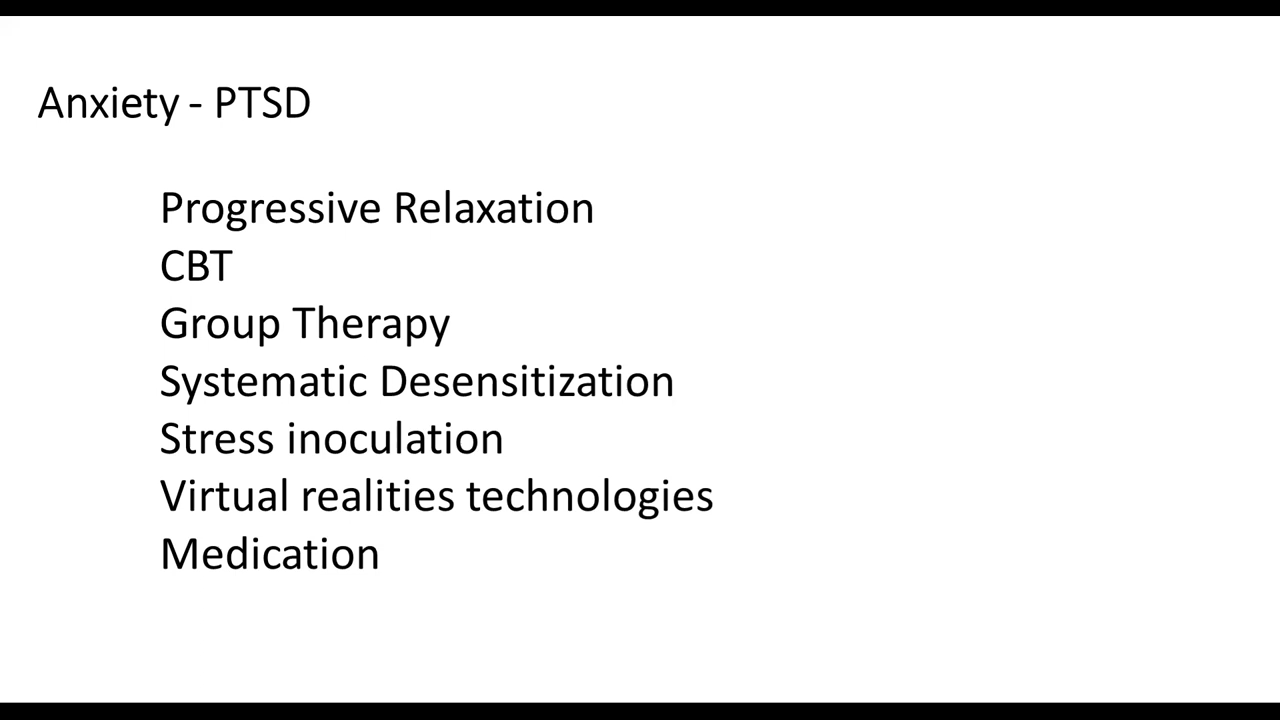 Anxiety - PTSD
Progressive Relaxation
CBT
Group Therapy
Systematic Desensitization
Stress inoculation
Virtual realities technologies
Medication